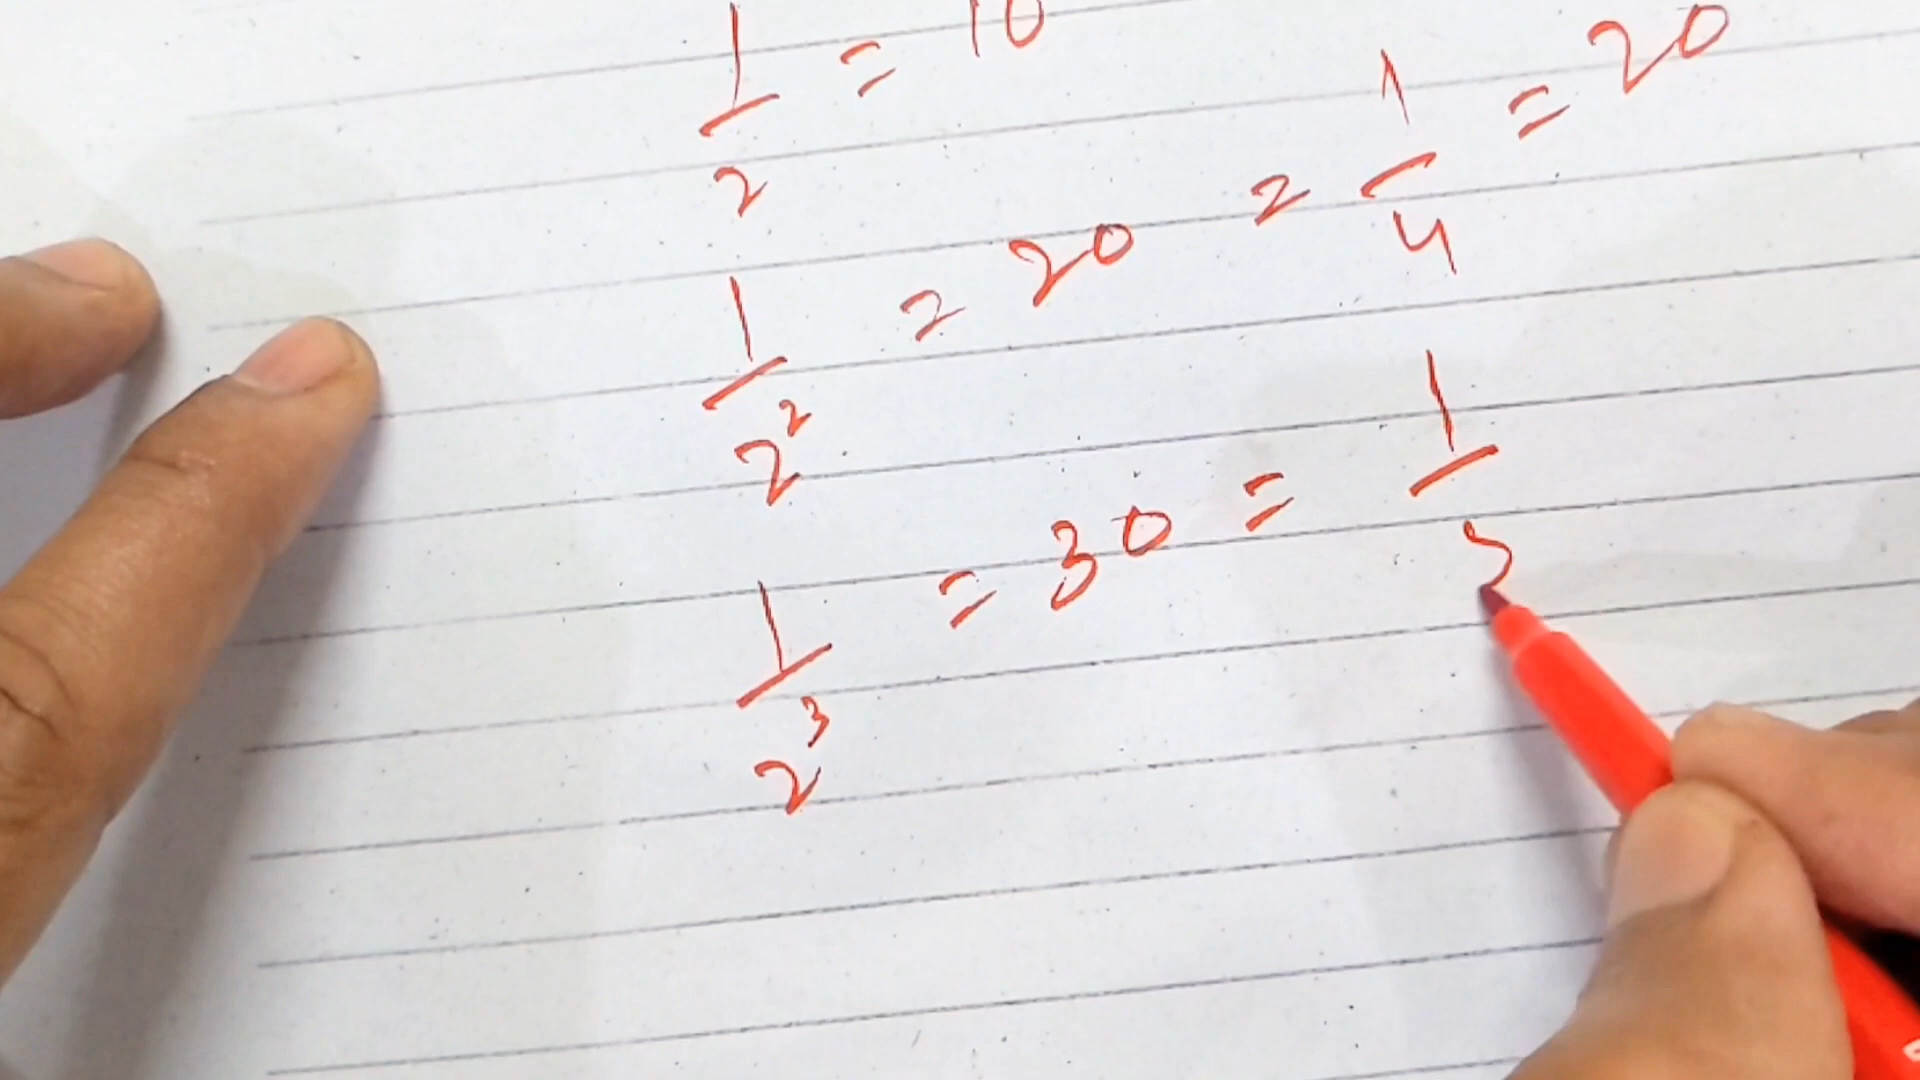 1/2 = 10
1/2² = 20 = 1/4 = 20
1/2³ = 30 = 1/